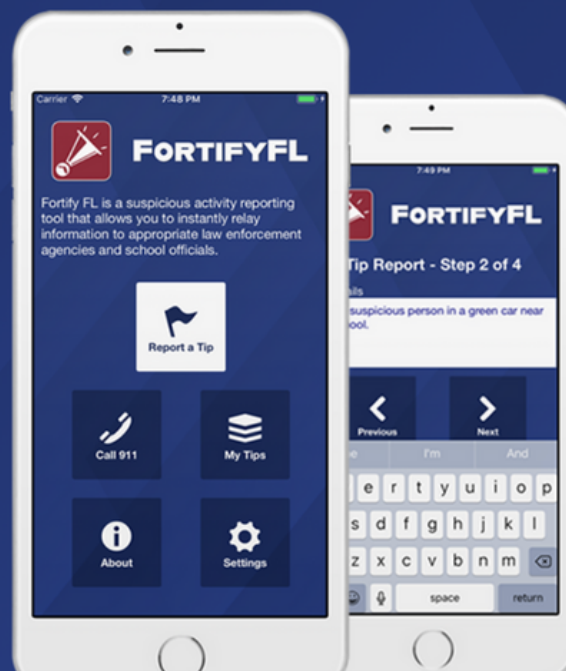 Carrier 7:48 PM
FORTIFYFL
Fortify FL is a suspicious activity reporting
tool that allows you to instantly relay
information to appropriate law enforcement
agencies and school officials.
Report a Tip
Call 911
My Tips
About
Settings
7:49 PM
FORTIFYFL
Tip Report - Step 2 of 4
suspicious person in a green car near
Previous
Next
I'm
And
e r t y u i o p
s d f g h j k l
z x c v b n m
space
return